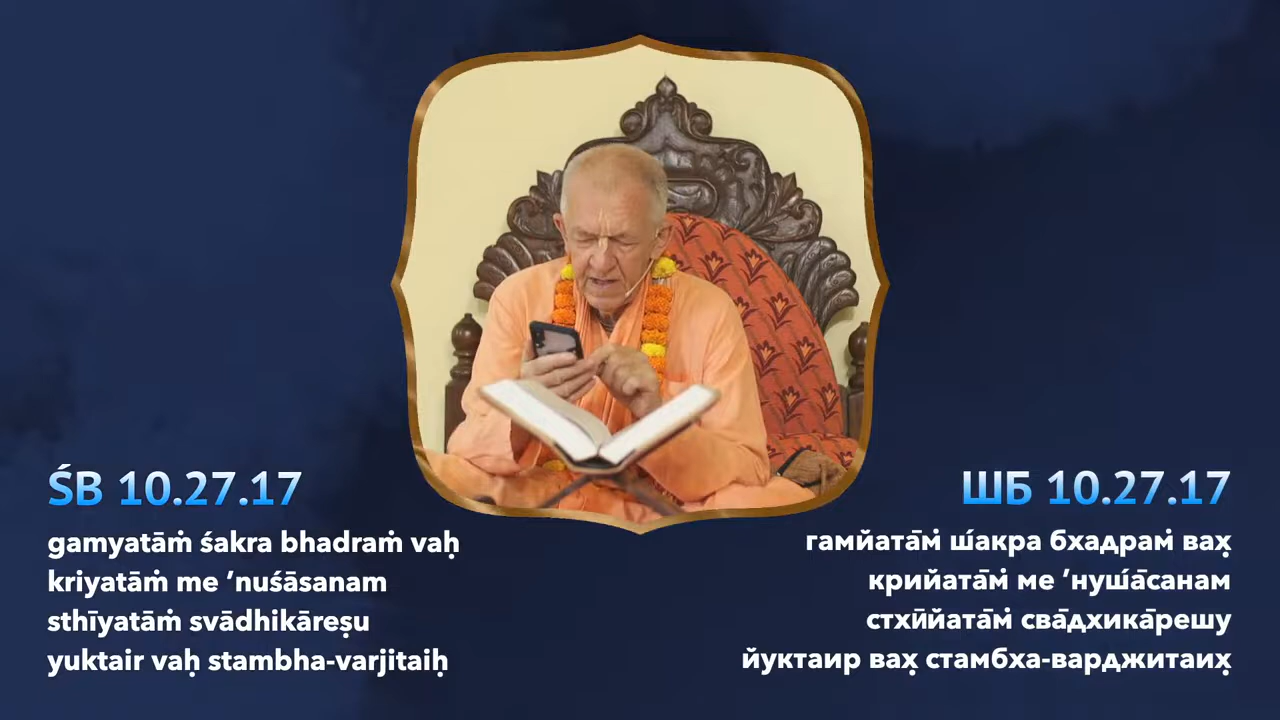 ŚB 10.27.17
gamyatāṁ śakra bhadraṁ vaḥ
kriyatāṁ me ’nuśāsanam
sthīyatāṁ svādhikāreṣu
yuktair vaḥ stambha-varjitaiḥ
ШБ 10.27.17
гамйата̄м̇ ш́акра бхадрам̇ вах̣
крийата̄м̇ ме ’нуш́а̄санам
стхӣйата̄м̇ сва̄дхика̄решу
йуктаир вах̣ стамбха-варджитаих̣